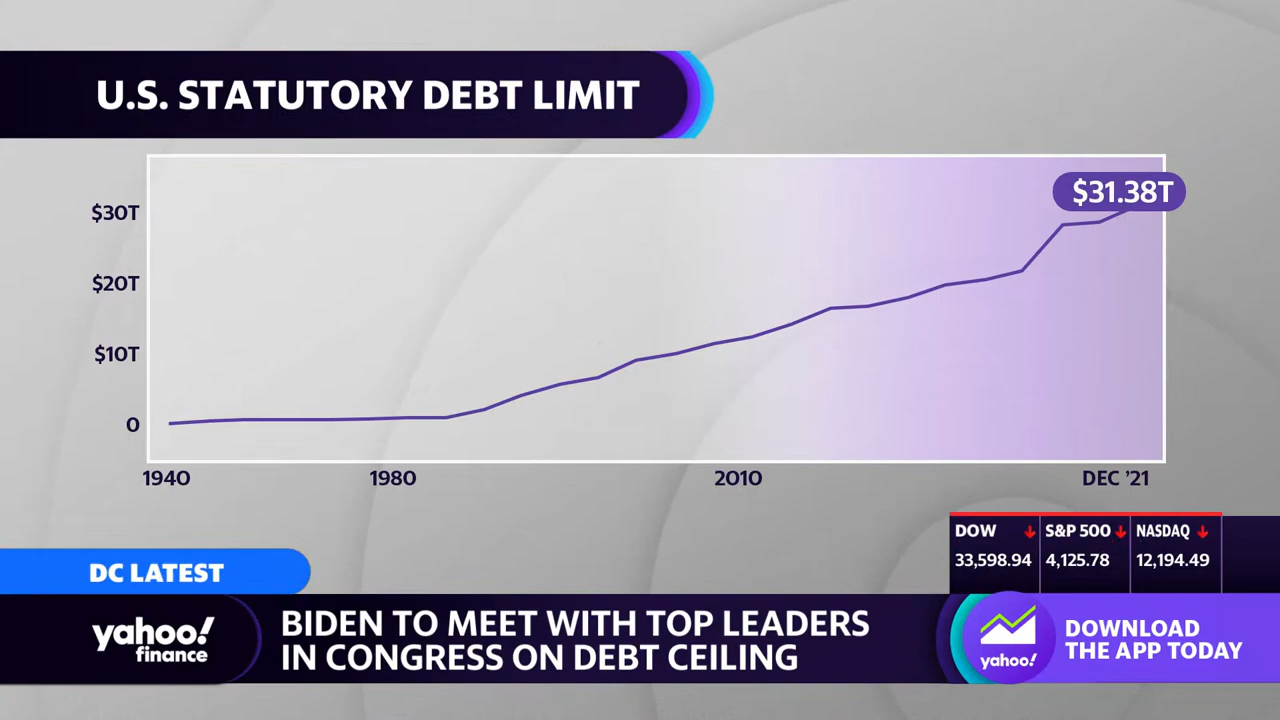 U.S. STATUTORY DEBT LIMIT
$31.38T
$30T
$20T
$10T
0
1940
1980
2010
DEC ’21
DOW
33,598.94
S&P 500
4,125.78
NASDAQ
12,194.49
DC LATEST
yahoo!
finance
BIDEN TO MEET WITH TOP LEADERS
IN CONGRESS ON DEBT CEILING
yahoo!
DOWNLOAD
THE APP TODAY